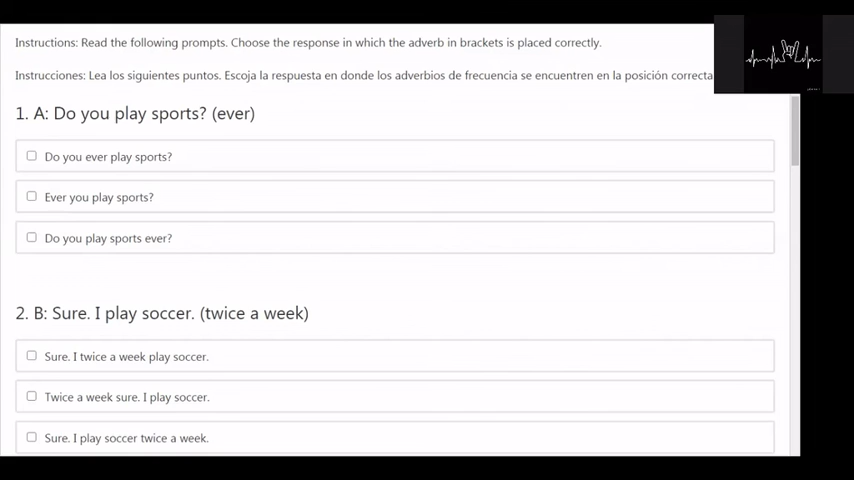 Instructions: Read the following prompts. Choose the response in which the adverb in brackets is placed correctly.
Instrucciones: Lea los siguientes puntos. Escoja la respuesta en donde los adverbios de frecuencia se encuentren en la posición correcta
1. A: Do you play sports? (ever)
Do you ever play sports?
Ever you play sports?
Do you play sports ever?
2. B: Sure. I play soccer. (twice a week)
Sure. I twice a week play soccer.
Twice a week sure. I play soccer.
Sure. I play soccer twice a week.